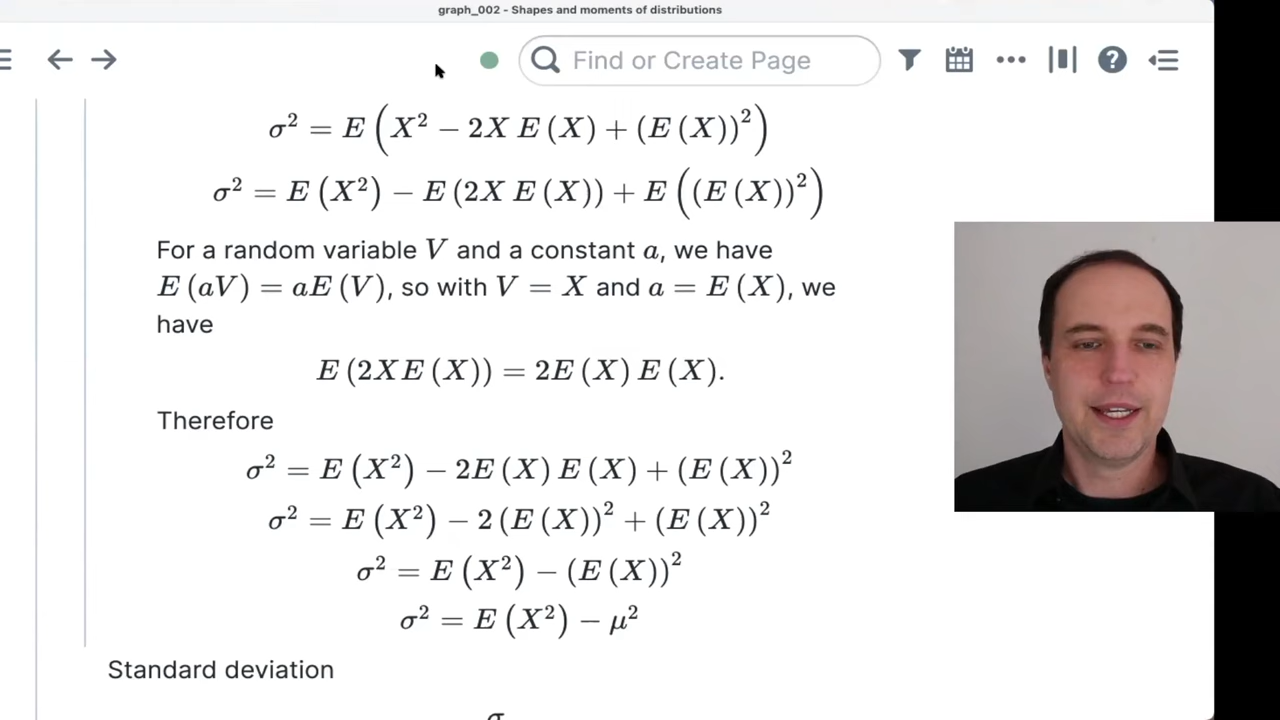 graph_002 - Shapes and moments of distributions
Find or Create Page
σ² = E (X² − 2X E (X) + (E (X))²)
σ² = E (X²) − E (2X E (X)) + E ((E (X))²)
For a random variable V and a constant a, we have
E (aV) = aE (V), so with V = X and a = E (X), we
have
E (2XE (X)) = 2E (X) E (X).
Therefore
σ² = E (X²) − 2E (X) E (X) + (E (X))²
σ² = E (X²) − 2 (E (X))² + (E (X))²
σ² = E (X²) − (E (X))²
σ² = E (X²) − μ²
Standard deviation